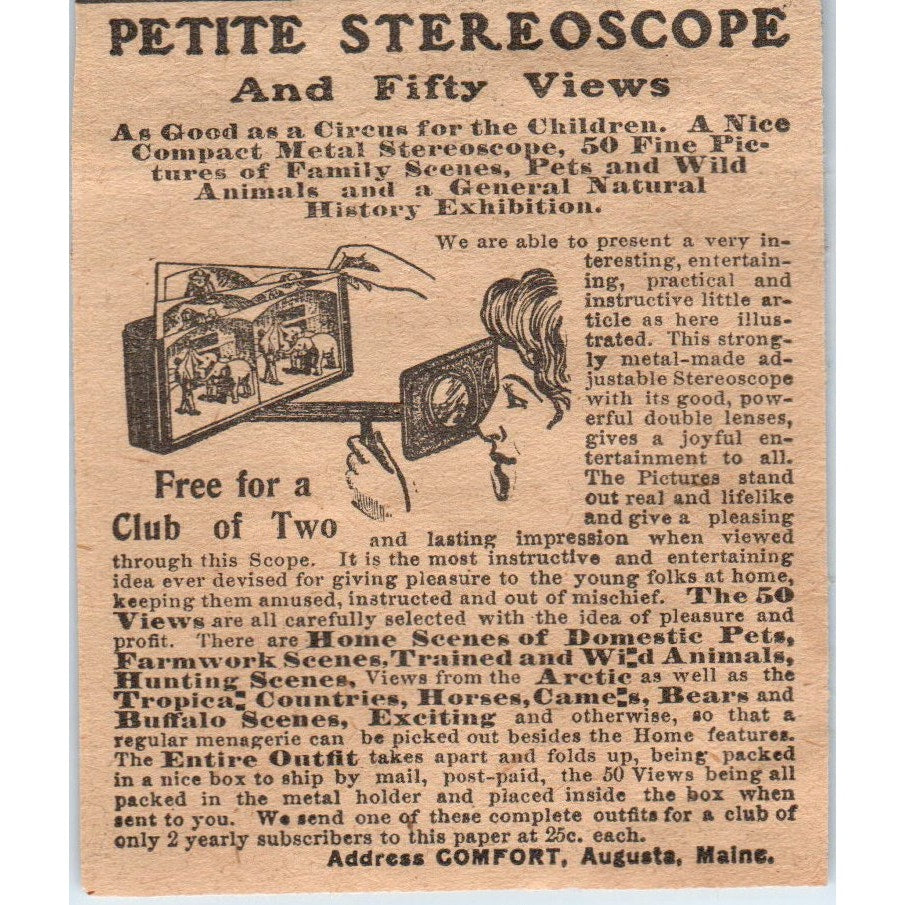 PETITE STEREOSCOPE
And Fifty Views
As Good as a Circus for the Children. A Nice
Compact Metal Stereoscope, 50 Fine Pic-
tures of Family Scenes, Pets and Wild
Animals and a General Natural
History Exhibition.
We are able to present a very in-
teresting, entertain-
ing, practical and
instructive little ar-
ticle as here illus-
trated. This strong-
ly metal-made ad-
justable Stereoscope
with its good, pow-
erful double lenses,
gives a joyful en-
tertainment to all.
The Pictures stand
out real and lifelike
and give a pleasing
Free for a
Club of Two
and lasting impression when viewed
through this Scope. It is the most instructive and entertaining
idea ever devised for giving pleasure to the young folks at home,
keeping them amused, instructed and out of mischief. The 50
Views are all carefully selected with the idea of pleasure and
profit. There are Home Scenes of Domestic Pets,
Farmwork Scenes, Trained and Wild Animals,
Hunting Scenes, Views from the Arctic as well as the
Tropical Countries, Horses, Camels, Bears and
Buffalo Scenes, Exciting and otherwise, so that a
regular menagerie can be picked out besides the Home features.
The Entire Outfit takes apart and folds up, being packed
in a nice box to ship by mail, post-paid, the 50 Views being all
packed in the metal holder and placed inside the box when
sent to you. We send one of these complete outfits for a club of
only 2 yearly subscribers to this paper at 25c. each.
Address COMFORT, Augusta, Maine.